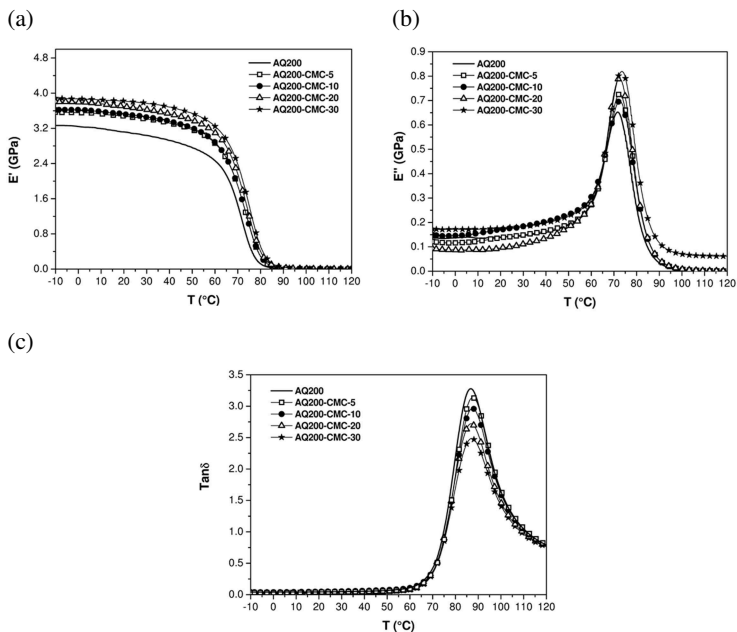 (a)
4.8
4.0
3.2
2.4
1.6
0.8
0.0
E' (GPa)
AQ200
AQ200-CMC-5
AQ200-CMC-10
AQ200-CMC-20
AQ200-CMC-30
-10 0 10 20 30 40 50 60 70 80 90 100 110 120
T (°C)
(b)
0.9
0.8
0.7
0.6
0.5
0.4
0.3
0.2
0.1
0.0
E'' (GPa)
AQ200
AQ200-CMC-5
AQ200-CMC-10
AQ200-CMC-20
AQ200-CMC-30
-10 0 10 20 30 40 50 60 70 80 90 100 110 120
T (°C)
(c)
3.5
3.0
2.5
2.0
1.5
1.0
0.5
0.0
Tanδ
AQ200
AQ200-CMC-5
AQ200-CMC-10
AQ200-CMC-20
AQ200-CMC-30
-10 0 10 20 30 40 50 60 70 80 90 100 110 120
T (°C)